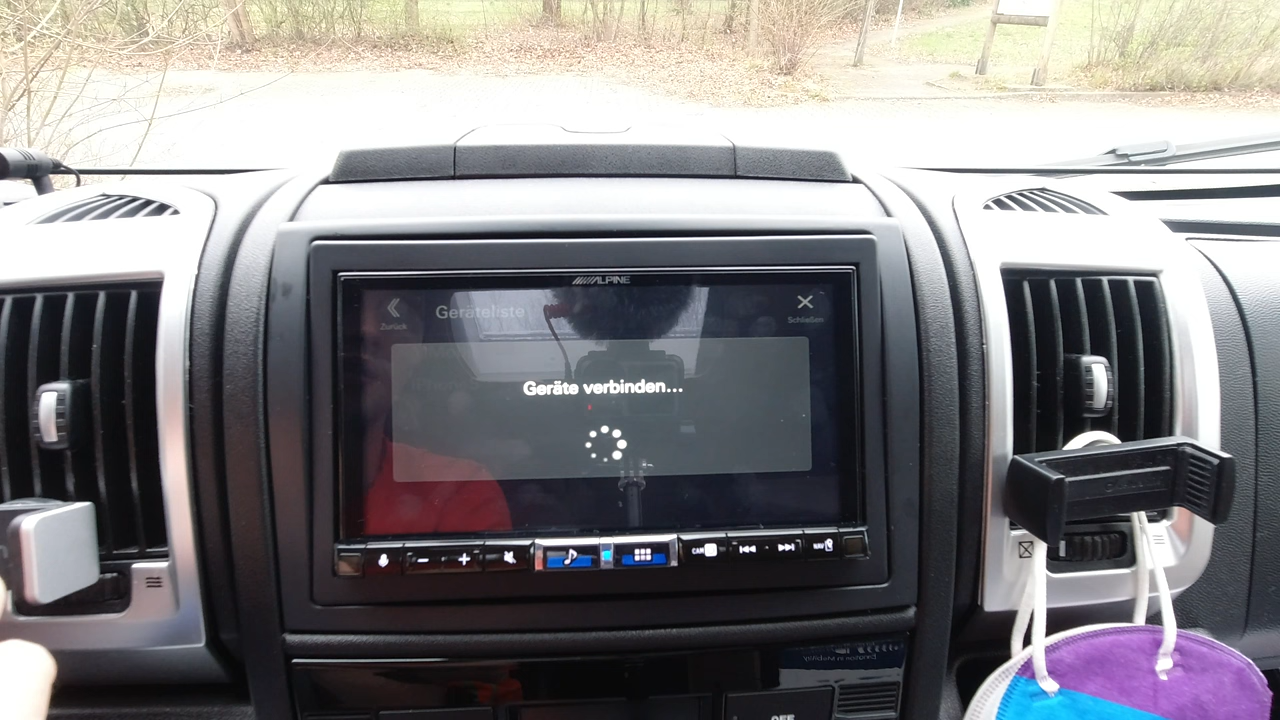 ALPINE
Zurück
Geräteliste
Schließen
Geräte verbinden...
CAM
NAV
OFF